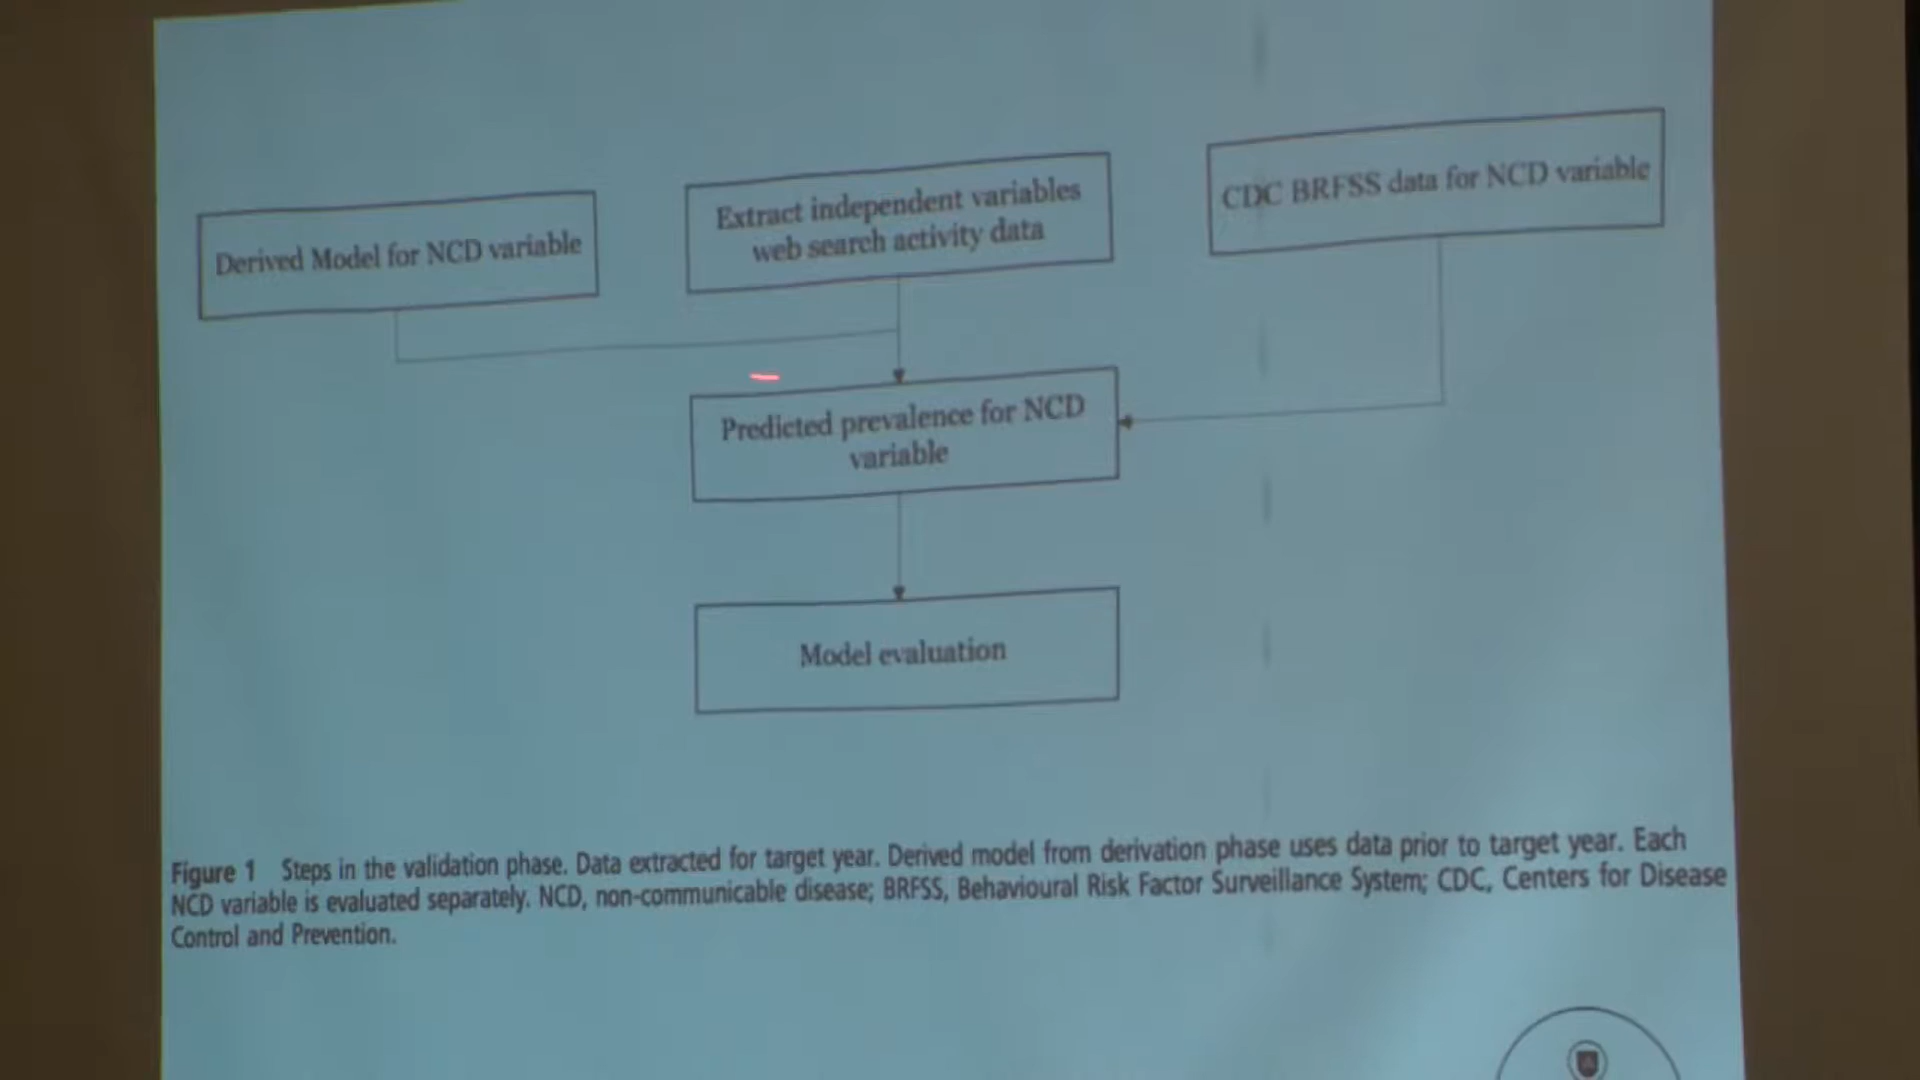 Derived Model for NCD variable
Extract independent variables
web search activity data
CDC BRFSS data for NCD variable
Predicted prevalence for NCD
variable
Model evaluation
Figure 1 Steps in the validation phase. Data extracted for target year. Derived model from derivation phase uses data prior to target year. Each
NCD variable is evaluated separately. NCD, non-communicable disease; BRFSS, Behavioural Risk Factor Surveillance System; CDC, Centers for Disease
Control and Prevention.